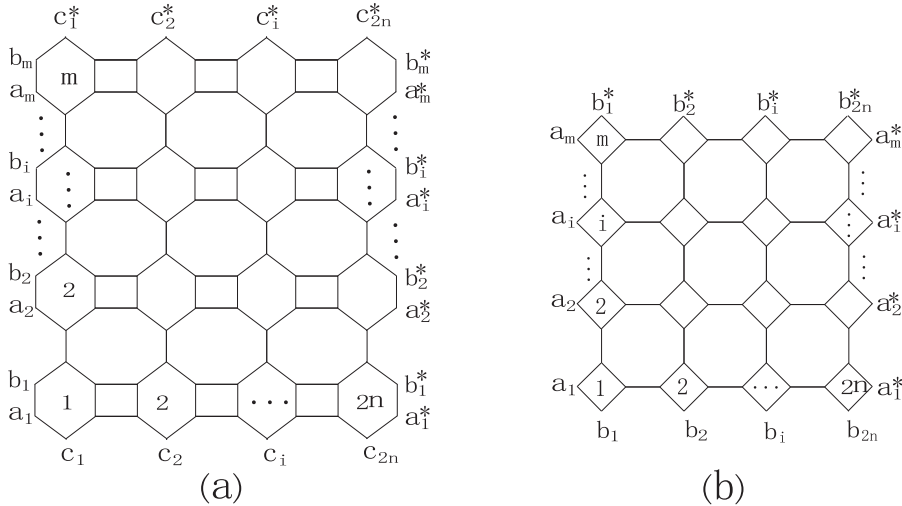 c₁* c₂* cᵢ* c₂ₙ*
bₘ bₘ*
m
aₘ aₘ*
b₁* b₂* bᵢ* b₂ₙ*
aₘ m aₘ*
bᵢ bᵢ*
aᵢ aᵢ*
aᵢ i aᵢ*
b₂ 2 b₂*
a₂ a₂*
a₂ 2 a₂*
b₁ b₁*
1 2 ... 2n
a₁ a₁*
a₁ 1 2 ... 2n a₁*
b₁ b₂ bᵢ b₂ₙ
c₁ c₂ cᵢ c₂ₙ
(a) (b)